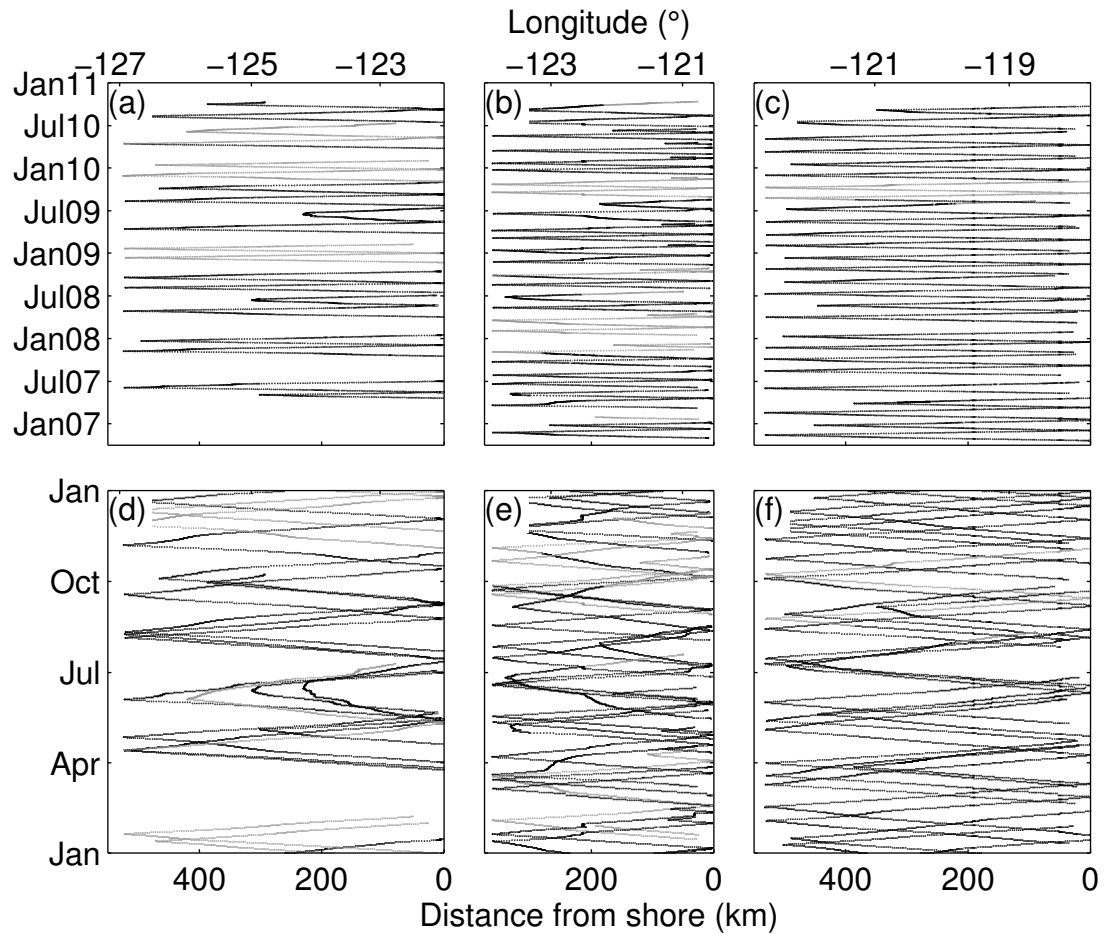 Longitude (°)
−127 −125 −123 −123 −121 −121 −119
Jan11
(a) (b) (c)
Jul10
Jan10
Jul09
Jan09
Jul08
Jan08
Jul07
Jan07
Jan
(d) (e) (f)
Oct
Jul
Apr
Jan
400 200 0 200 0 400 200 0
Distance from shore (km)